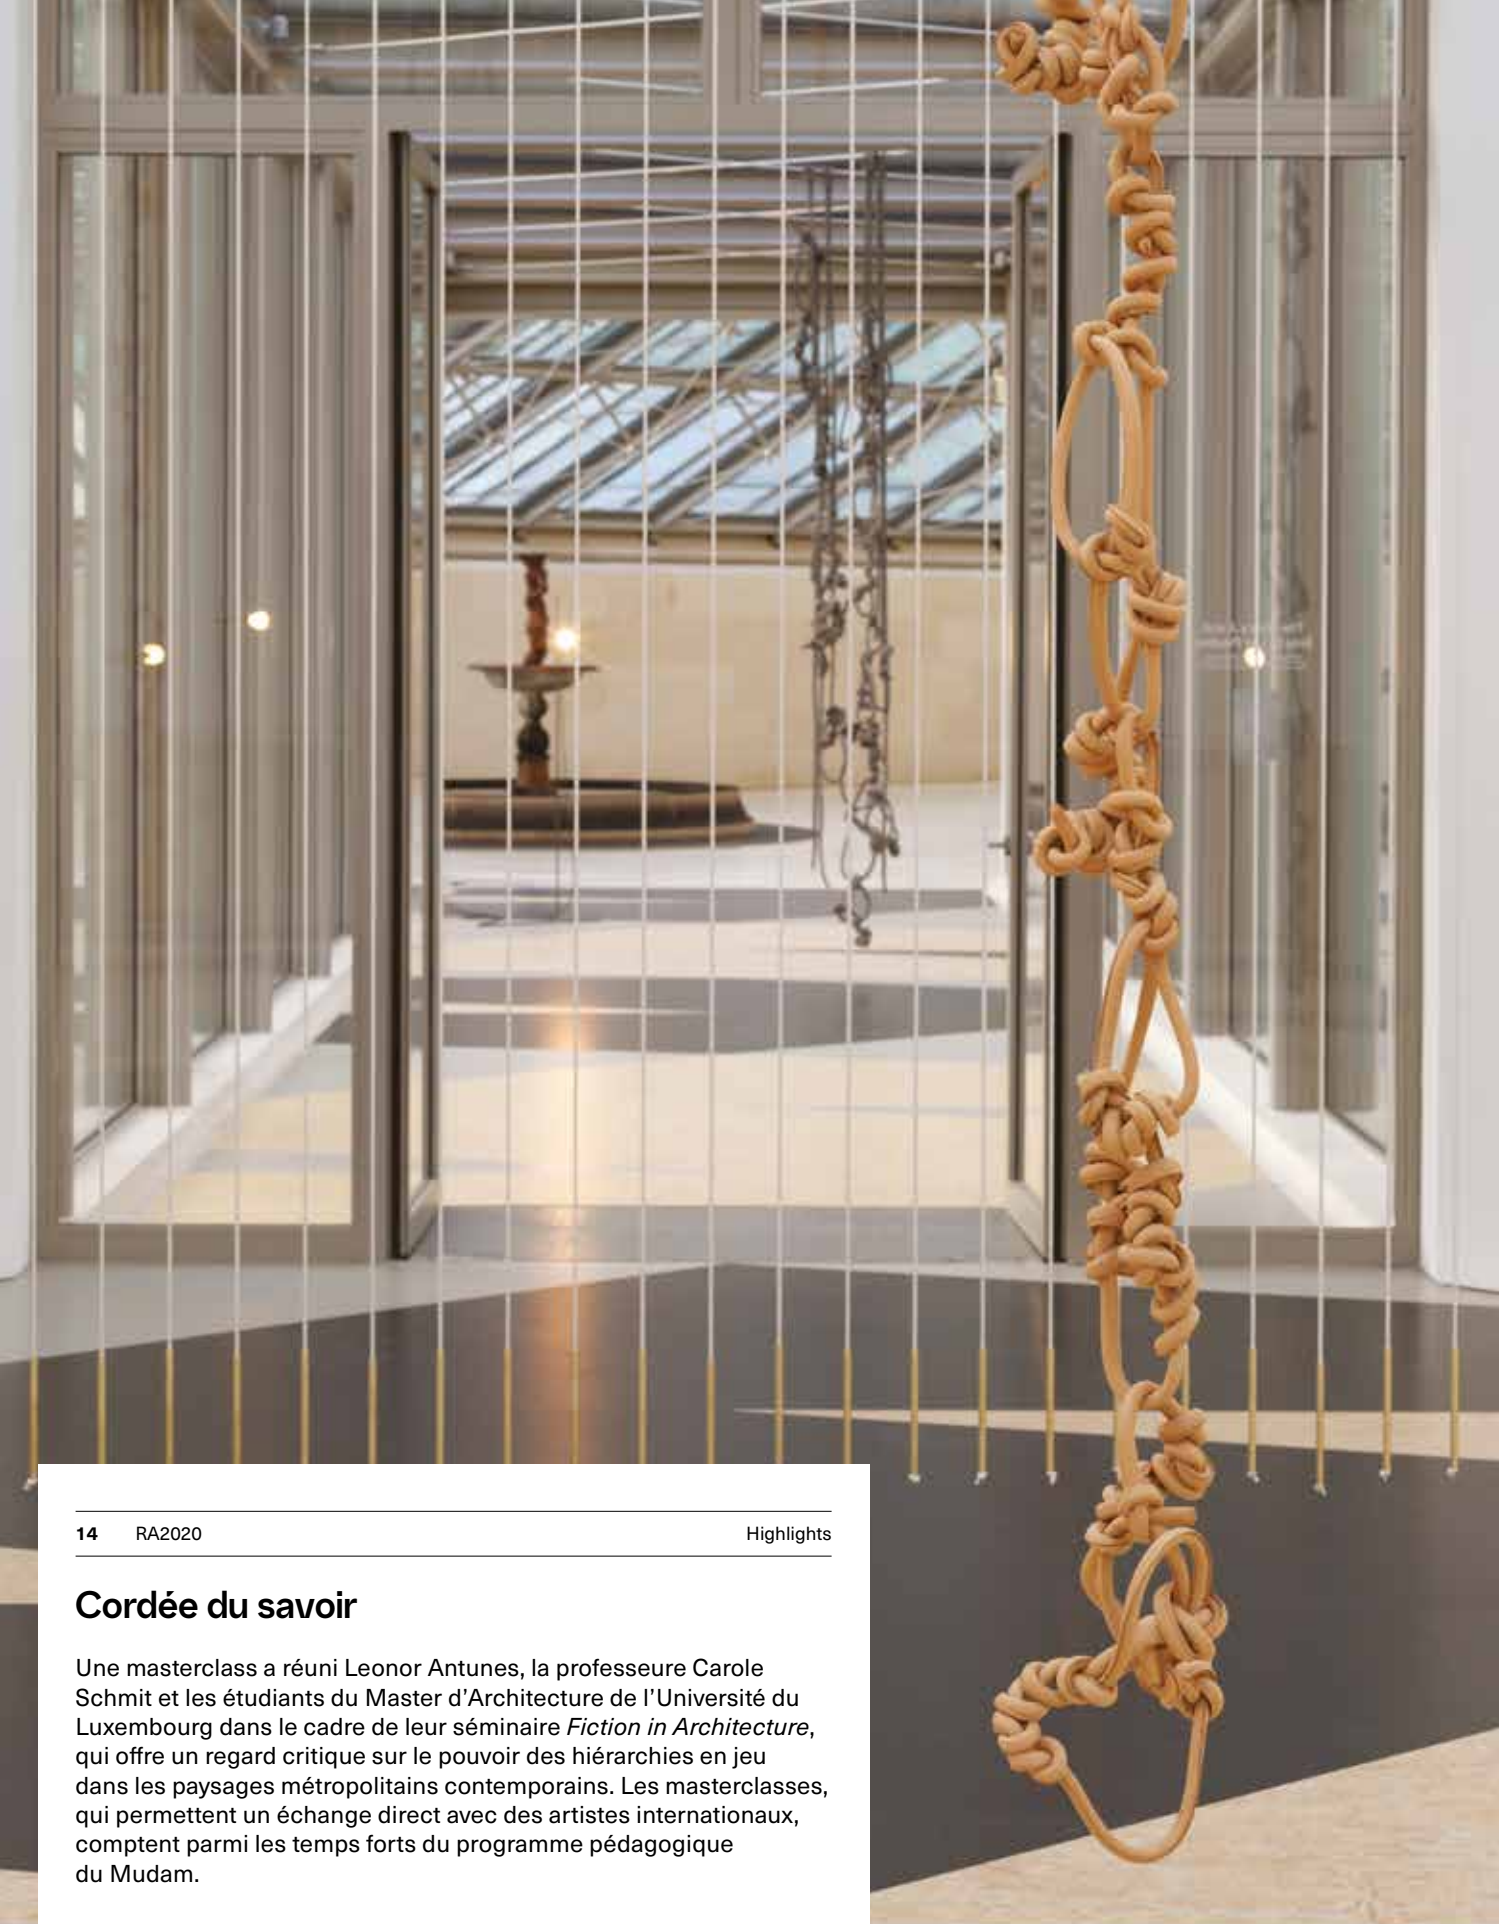 14 RA2020 Highlights
Cordée du savoir
Une masterclass a réuni Leonor Antunes, la professeure Carole
Schmit et les étudiants du Master d’Architecture de l’Université du
Luxembourg dans le cadre de leur séminaire Fiction in Architecture,
qui offre un regard critique sur le pouvoir des hiérarchies en jeu
dans les paysages métropolitains contemporains. Les masterclasses,
qui permettent un échange direct avec des artistes internationaux,
comptent parmi les temps forts du programme pédagogique
du Mudam.